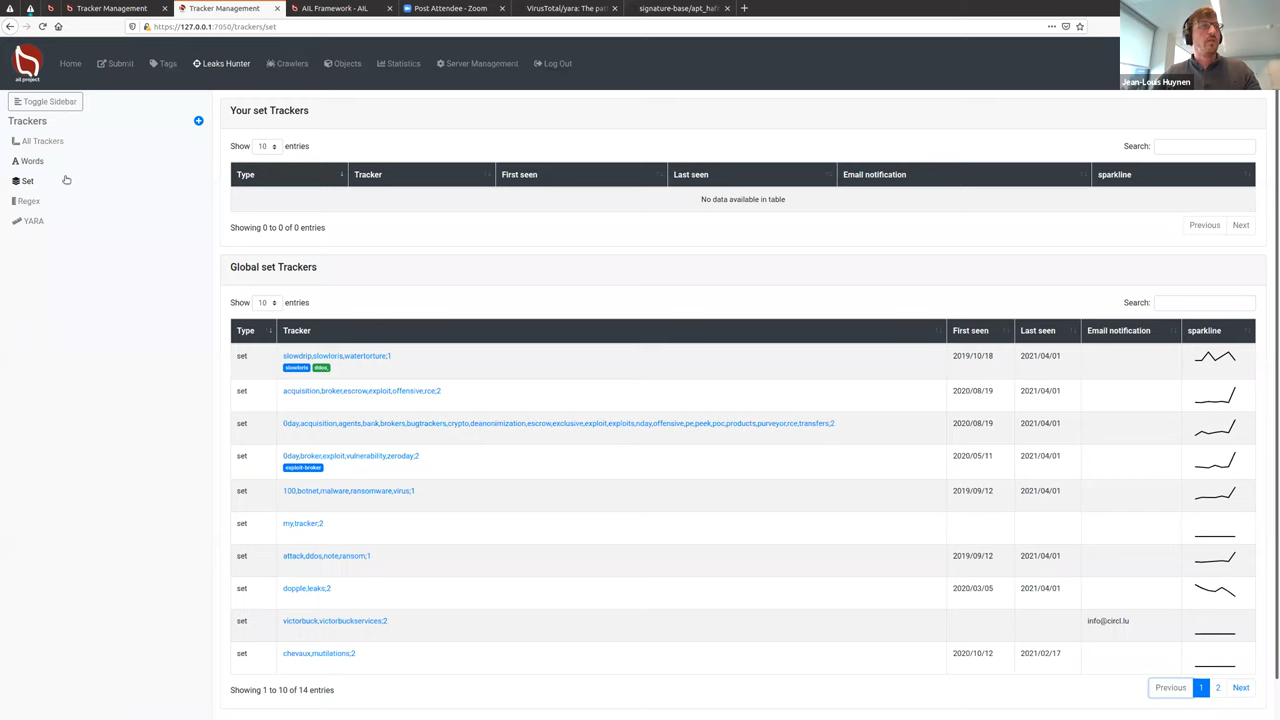 Tracker Management
Tracker Management
AIL Framework - AIL
Post Attendee - Zoom
VirusTotal/yara: The pat
signature-base/apt_hafn
https://127.0.0.1:7050/trackers/set
ail project
Home
Submit
Tags
Leaks Hunter
Crawlers
Objects
Statistics
Server Management
Log Out
Jean-Louis Huynen
Toggle Sidebar
Trackers
All Trackers
Words
Set
Regex
YARA
Your set Trackers
Show 10 entries
Search:
Type Tracker First seen Last seen Email notification sparkline
No data available in table
Showing 0 to 0 of 0 entries
Previous Next
Global set Trackers
Show 10 entries
Search:
Type Tracker First seen Last seen Email notification sparkline
set slowdrip,slowloris,watertorture;1 2019/10/18 2021/04/01
slowloris ddos
set acquisition,broker,escrow,exploit,offensive,rce;2 2020/08/19 2021/04/01
set 0day,acquisition,agents,bank,brokers,bugtrackers,crypto,deanonimization,escrow,exclusive,exploit,exploits,nday,offensive,pe,peek,poc,products,purveyor,rce,transfers;2 2020/08/19 2021/04/01
set 0day,broker,exploit,vulnerability,zeroday;2 2020/05/11 2021/04/01
exploit-broker
set 100,botnet,malware,ransomware,virus;1 2019/09/12 2021/04/01
set my,tracker;2
set attack,ddos,note,ransom;1 2019/09/12 2021/04/01
set dopple,leaks;2 2020/03/05 2021/04/01
set victorbuck,victorbuckservices;2 info@circl.lu
set chevaux,mutilations;2 2020/10/12 2021/02/17
Showing 1 to 10 of 14 entries
Previous 1 2 Next